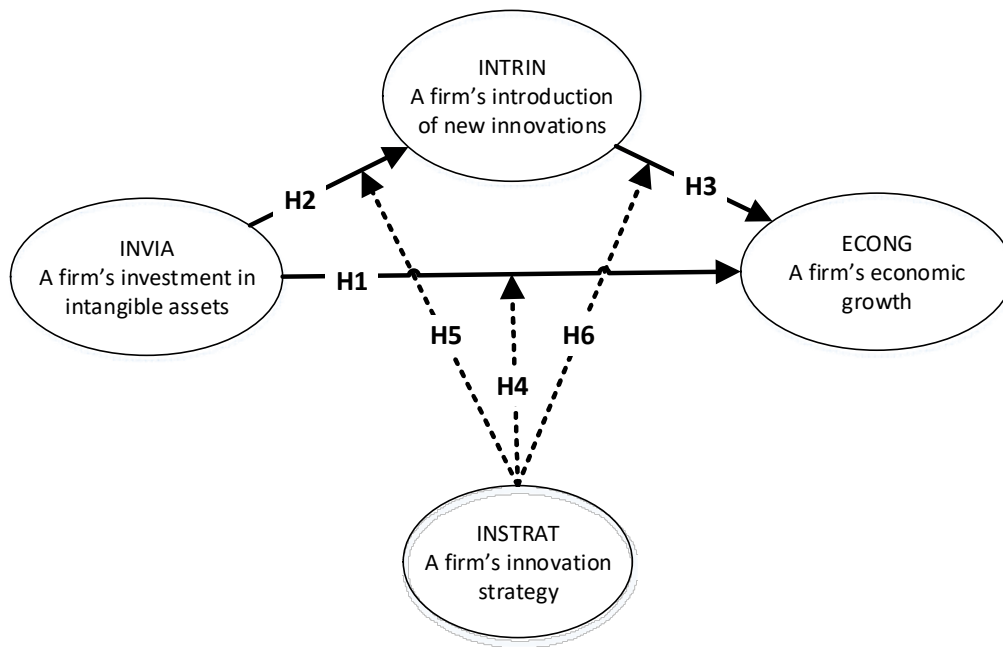 INTRIN
A firm’s introduction
of new innovations
H2
H3
INVIA
A firm’s investment in
intangible assets
H1
ECONG
A firm’s economic
growth
H5
H6
H4
INSTRAT
A firm’s innovation
strategy